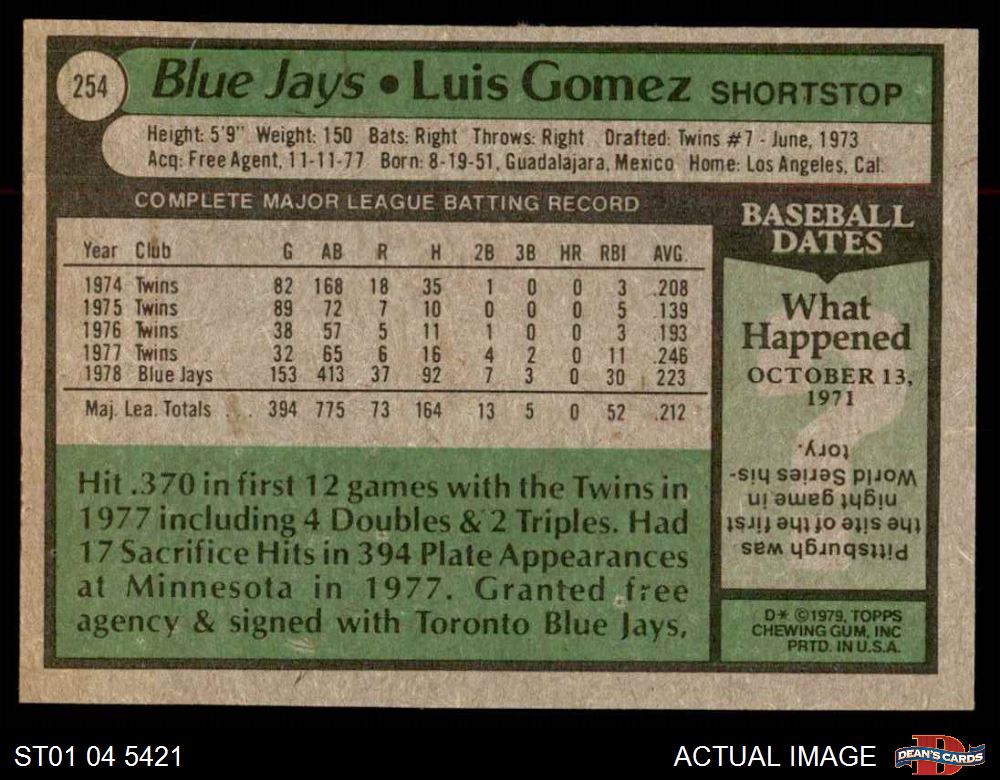 254 Blue Jays • Luis Gomez SHORTSTOP
Height: 5'9" Weight: 150 Bats: Right Throws: Right Drafted: Twins #7 - June, 1973
Acq: Free Agent, 11-11-77 Born: 8-19-51, Guadalajara, Mexico Home: Los Angeles, Cal.
COMPLETE MAJOR LEAGUE BATTING RECORD
Year Club G AB R H 2B 3B HR RBI AVG.
1974 Twins 82 168 18 35 1 0 0 3 .208
1975 Twins 89 72 7 10 0 0 0 5 .139
1976 Twins 38 57 5 11 1 0 0 3 .193
1977 Twins 32 65 6 16 4 2 0 11 .246
1978 Blue Jays 153 413 37 92 7 3 0 30 .223
Maj. Lea. Totals . . . 394 775 73 164 13 5 0 52 .212
Hit .370 in first 12 games with the Twins in
1977 including 4 Doubles & 2 Triples. Had
17 Sacrifice Hits in 394 Plate Appearances
at Minnesota in 1977. Granted free
agency & signed with Toronto Blue Jays,
BASEBALL
DATES
What
Happened
OCTOBER 13,
1971
?
Pittsburgh was
the site of the first
night game in
World Series his-
tory.
D* ©1979, TOPPS
CHEWING GUM, INC
PRTD. IN U.S.A.
ST01 04 5421
ACTUAL IMAGE
D
DEAN'S CARDS